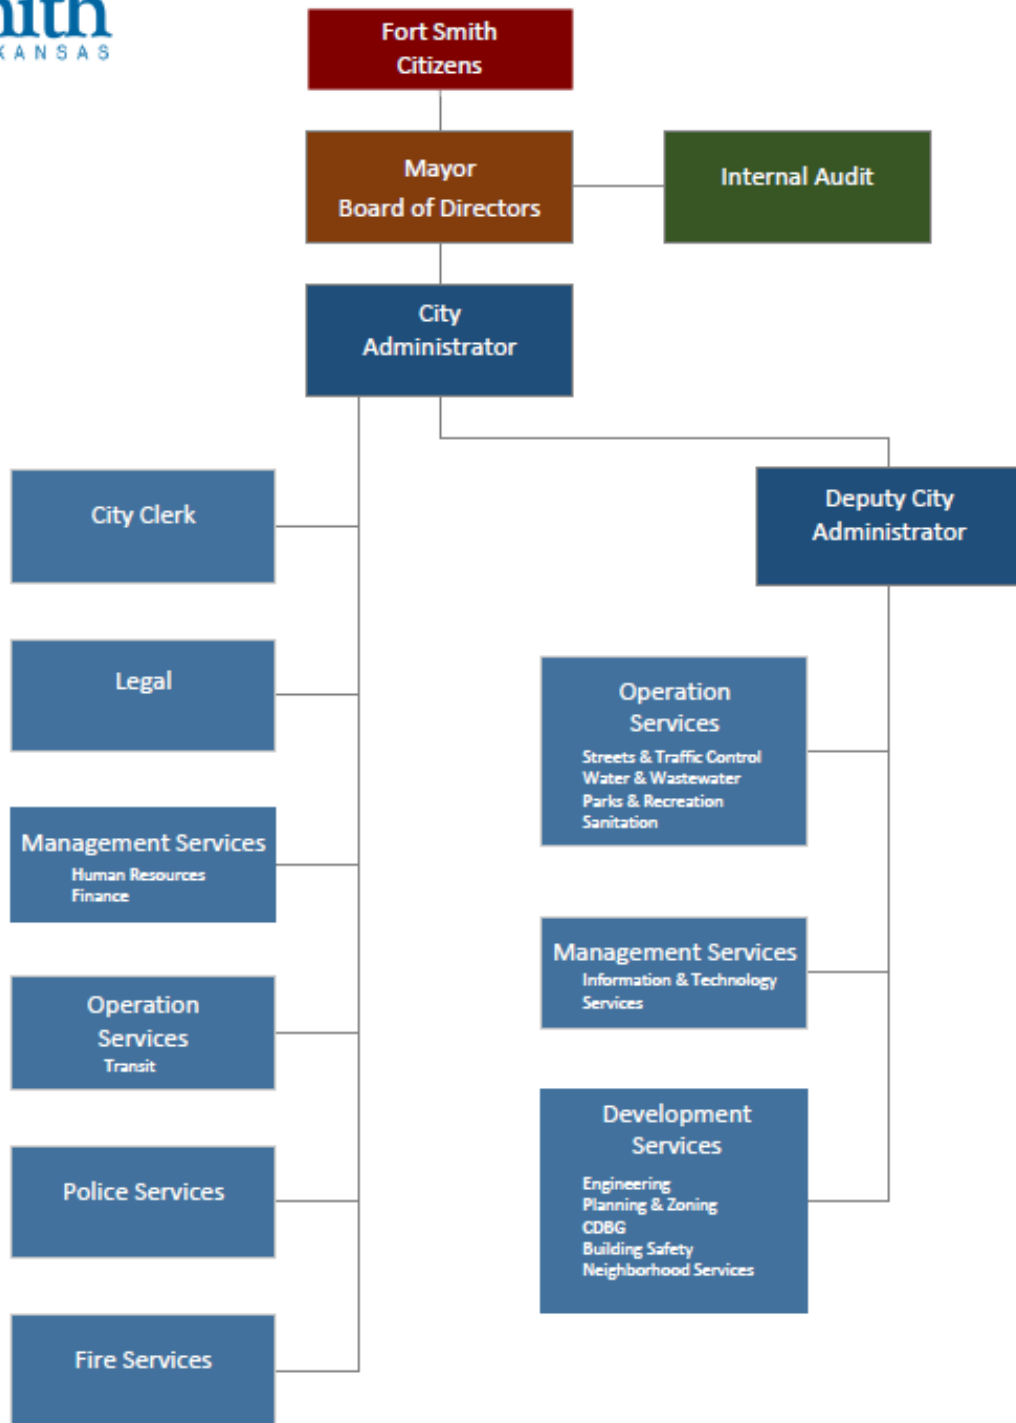 Fort Smith
Citizens
Mayor
Board of Directors
Internal Audit
City
Administrator
City Clerk
Deputy City
Administrator
Legal
Operation
Services
Streets & Traffic Control
Water & Wastewater
Parks & Recreation
Sanitation
Management Services
Human Resources
Finance
Management Services
Information & Technology
Services
Operation
Services
Transit
Development
Services
Engineering
Planning & Zoning
CDBG
Building Safety
Neighborhood Services
Police Services
Fire Services